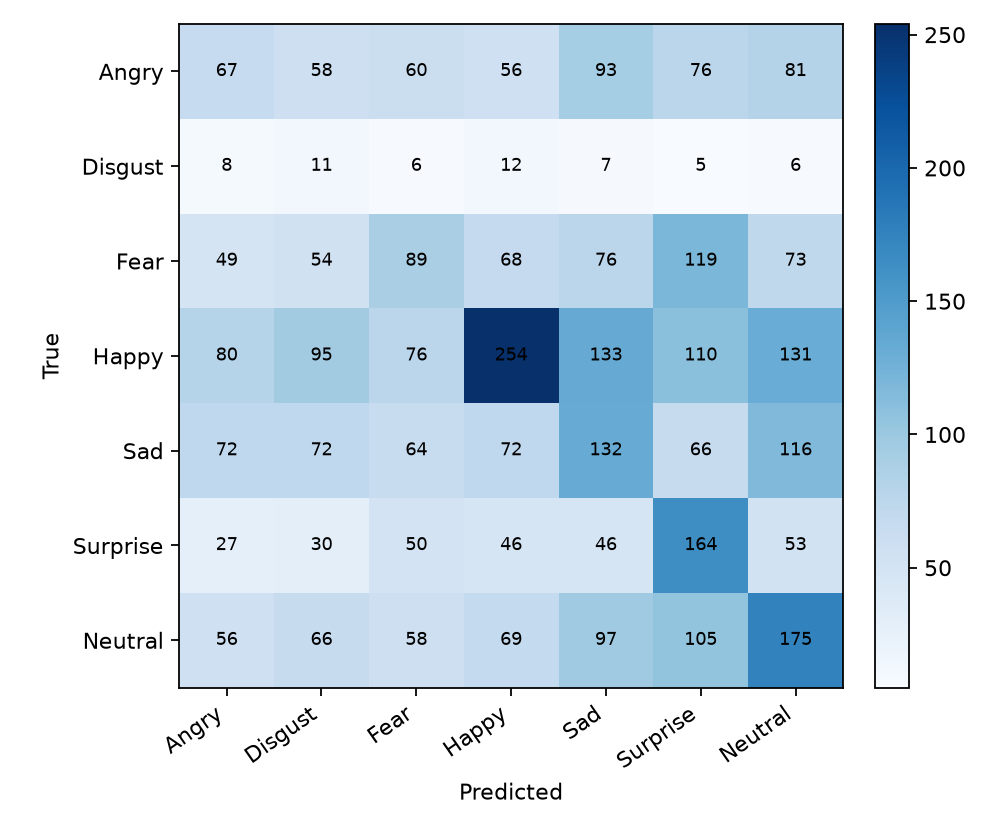 Angry 67 58 60 56 93 76 81
Disgust 8 11 6 12 7 5 6
Fear 49 54 89 68 76 119 73
Happy 80 95 76 254 133 110 131
Sad 72 72 64 72 132 66 116
Surprise 27 30 50 46 46 164 53
Neutral 56 66 58 69 97 105 175
True
Angry Disgust Fear Happy Sad Surprise Neutral
Predicted
250
200
150
100
50